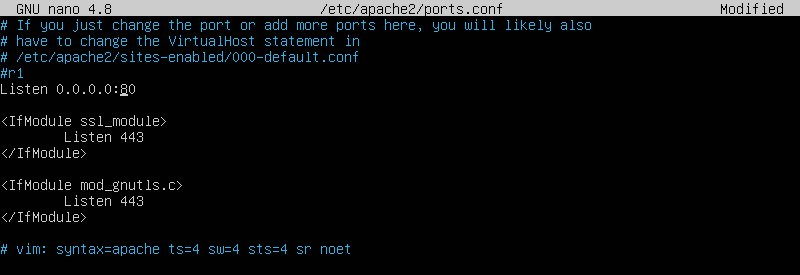 GNU nano 4.8 /etc/apache2/ports.conf Modified
# If you just change the port or add more ports here, you will likely also
# have to change the VirtualHost statement in
# /etc/apache2/sites-enabled/000-default.conf
#r1
Listen 0.0.0.0:80
<IfModule ssl_module>
Listen 443
</IfModule>
<IfModule mod_gnutls.c>
Listen 443
</IfModule>
# vim: syntax=apache ts=4 sw=4 sts=4 sr noet